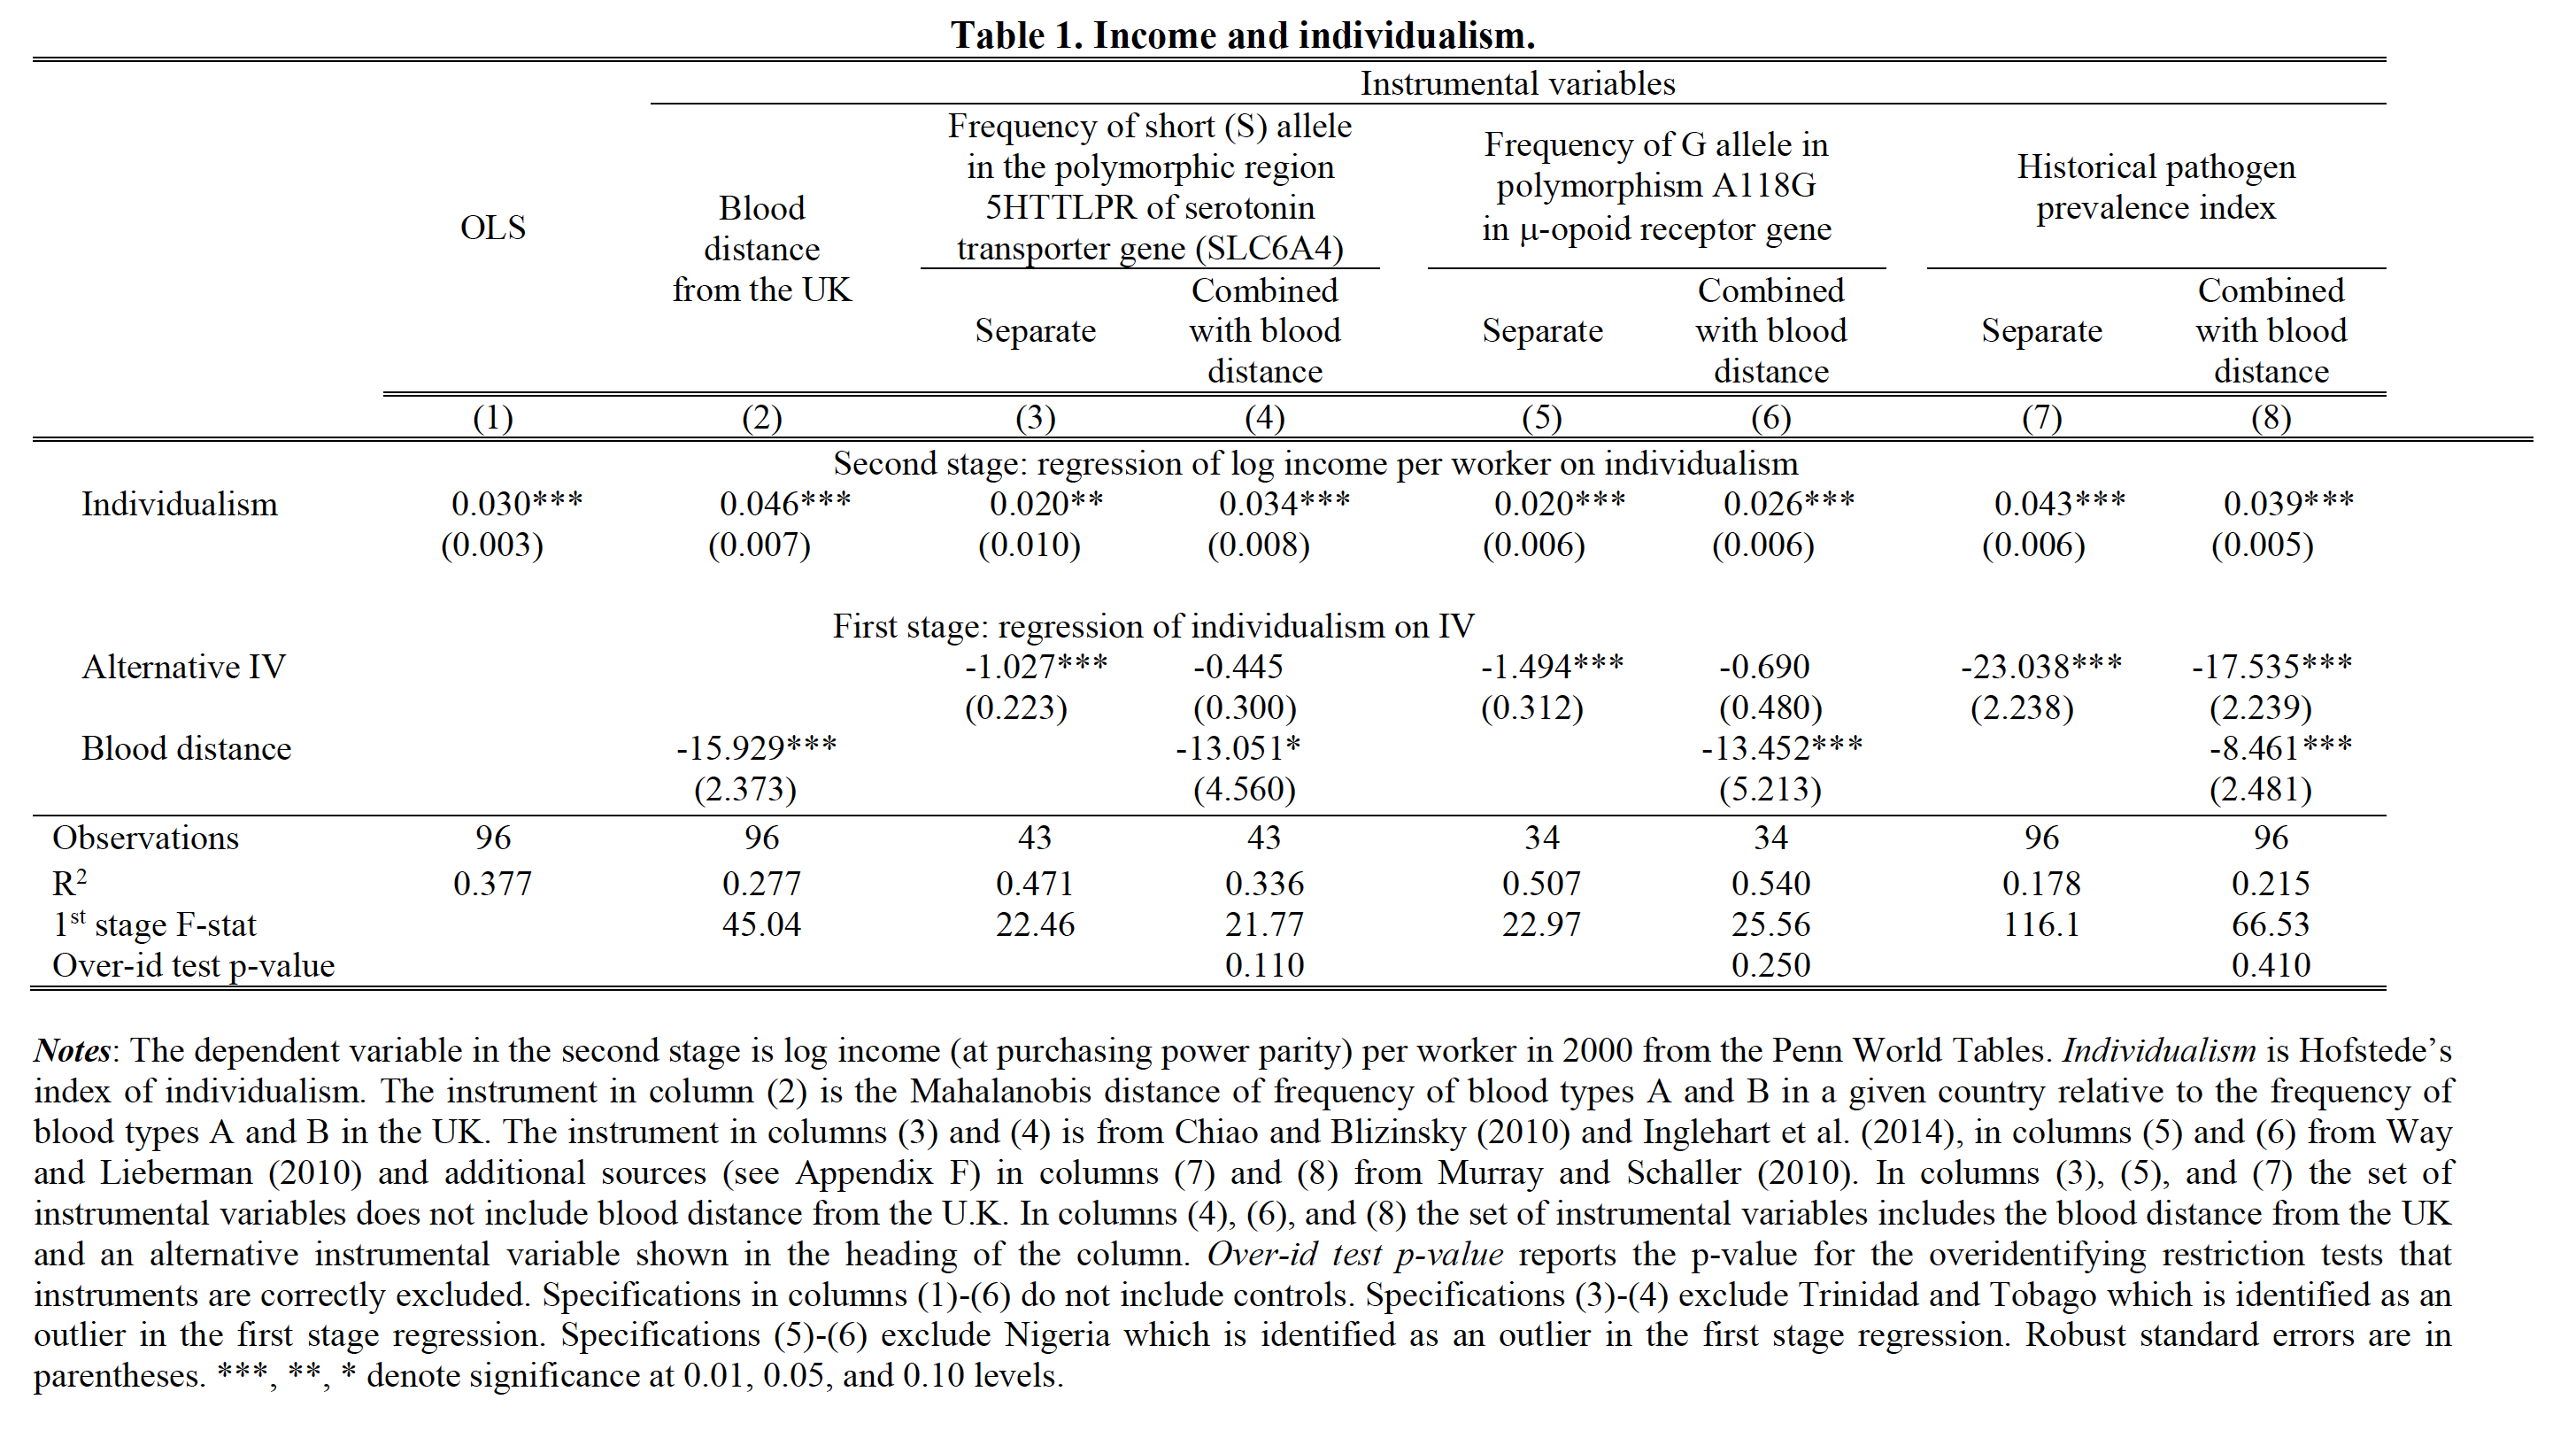 Table 1. Income and individualism.
Instrumental variables
OLS
Blood
distance
from the UK
Frequency of short (S) allele
in the polymorphic region
5HTTLPR of serotonin
transporter gene (SLC6A4)
Frequency of G allele in
polymorphism A118G
in μ-opoid receptor gene
Historical pathogen
prevalence index
Separate
Combined
with blood
distance
Separate
Combined
with blood
distance
Separate
Combined
with blood
distance
(1) (2) (3) (4) (5) (6) (7) (8)
Second stage: regression of log income per worker on individualism
Individualism 0.030*** 0.046*** 0.020** 0.034*** 0.020*** 0.026*** 0.043*** 0.039***
(0.003) (0.007) (0.010) (0.008) (0.006) (0.006) (0.006) (0.005)
First stage: regression of individualism on IV
Alternative IV -1.027*** -0.445 -1.494*** -0.690 -23.038*** -17.535***
(0.223) (0.300) (0.312) (0.480) (2.238) (2.239)
Blood distance -15.929*** -13.051* -13.452*** -8.461***
(2.373) (4.560) (5.213) (2.481)
Observations 96 96 43 43 34 34 96 96
R2 0.377 0.277 0.471 0.336 0.507 0.540 0.178 0.215
1st stage F-stat 45.04 22.46 21.77 22.97 25.56 116.1 66.53
Over-id test p-value 0.110 0.250 0.410
Notes: The dependent variable in the second stage is log income (at purchasing power parity) per worker in 2000 from the Penn World Tables. Individualism is Hofstede's
index of individualism. The instrument in column (2) is the Mahalanobis distance of frequency of blood types A and B in a given country relative to the frequency of
blood types A and B in the UK. The instrument in columns (3) and (4) is from Chiao and Blizinsky (2010) and Inglehart et al. (2014), in columns (5) and (6) from Way
and Lieberman (2010) and additional sources (see Appendix F) in columns (7) and (8) from Murray and Schaller (2010). In columns (3), (5), and (7) the set of
instrumental variables does not include blood distance from the U.K. In columns (4), (6), and (8) the set of instrumental variables includes the blood distance from the UK
and an alternative instrumental variable shown in the heading of the column. Over-id test p-value reports the p-value for the overidentifying restriction tests that
instruments are correctly excluded. Specifications in columns (1)-(6) do not include controls. Specifications (3)-(4) exclude Trinidad and Tobago which is identified as an
outlier in the first stage regression. Specifications (5)-(6) exclude Nigeria which is identified as an outlier in the first stage regression. Robust standard errors are in
parentheses. ***, **, * denote significance at 0.01, 0.05, and 0.10 levels.